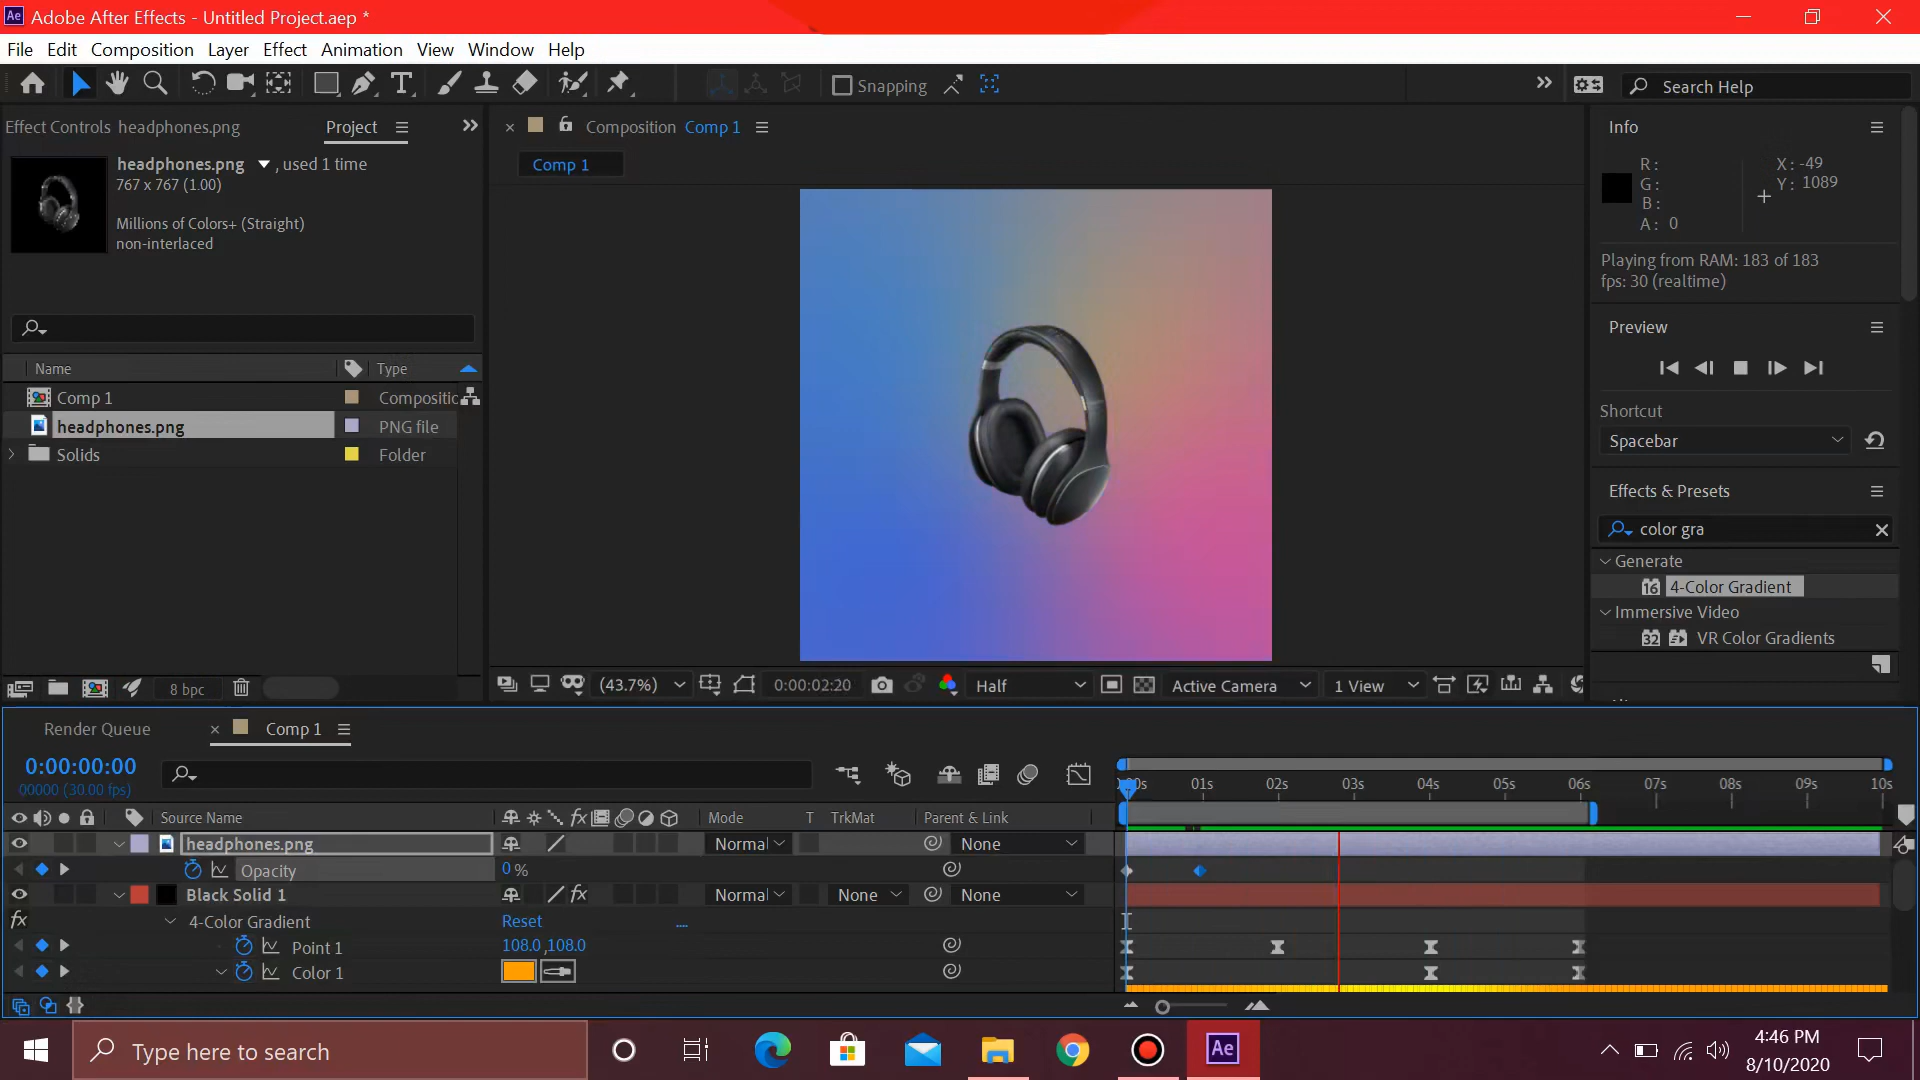 Ae Adobe After Effects - Untitled Project.aep *
File Edit Composition Layer Effect Animation View Window Help
Snapping
Search Help
Effect Controls headphones.png
Project
Composition Comp 1
Comp 1
headphones.png , used 1 time
767 x 767 (1.00)
Millions of Colors+ (Straight)
non-interlaced
Name Type
Comp 1 Compositic
headphones.png PNG file
Solids Folder
8 bpc
(43.7%) 0:00:02:20 Half Active Camera 1 View
Info
R :
G :
B :
A : 0
X : -49
Y : 1089
Playing from RAM: 183 of 183
fps: 30 (realtime)
Preview
Shortcut
Spacebar
Effects & Presets
color gra
Generate
16 4-Color Gradient
Immersive Video
32 VR Color Gradients
Render Queue Comp 1
0:00:00:00
00000 (30.00 fps)
01s 02s 03s 04s 05s 06s 07s 08s 09s 10s
Source Name fx Mode T TrkMat Parent & Link
headphones.png Normal None
Opacity 0 %
Black Solid 1 fx Normal None None
fx 4-Color Gradient Reset ....
Point 1 108.0 ,108.0
Color 1
Type here to search
Ae
4:46 PM
8/10/2020